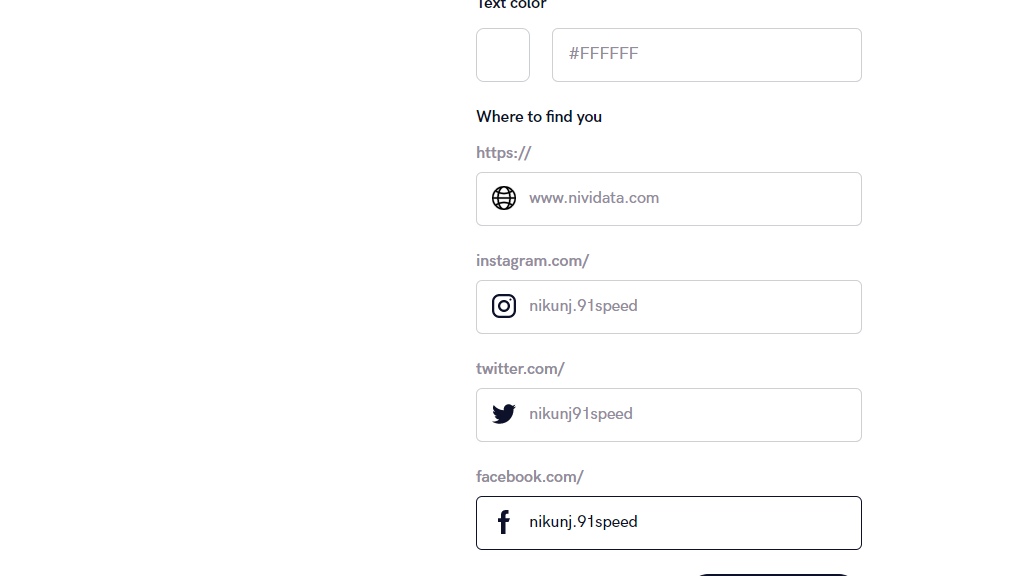 Text color
#FFFFFF
Where to find you
https://
www.nividata.com
instagram.com/
nikunj.91speed
twitter.com/
nikunj91speed
facebook.com/
nikunj.91speed